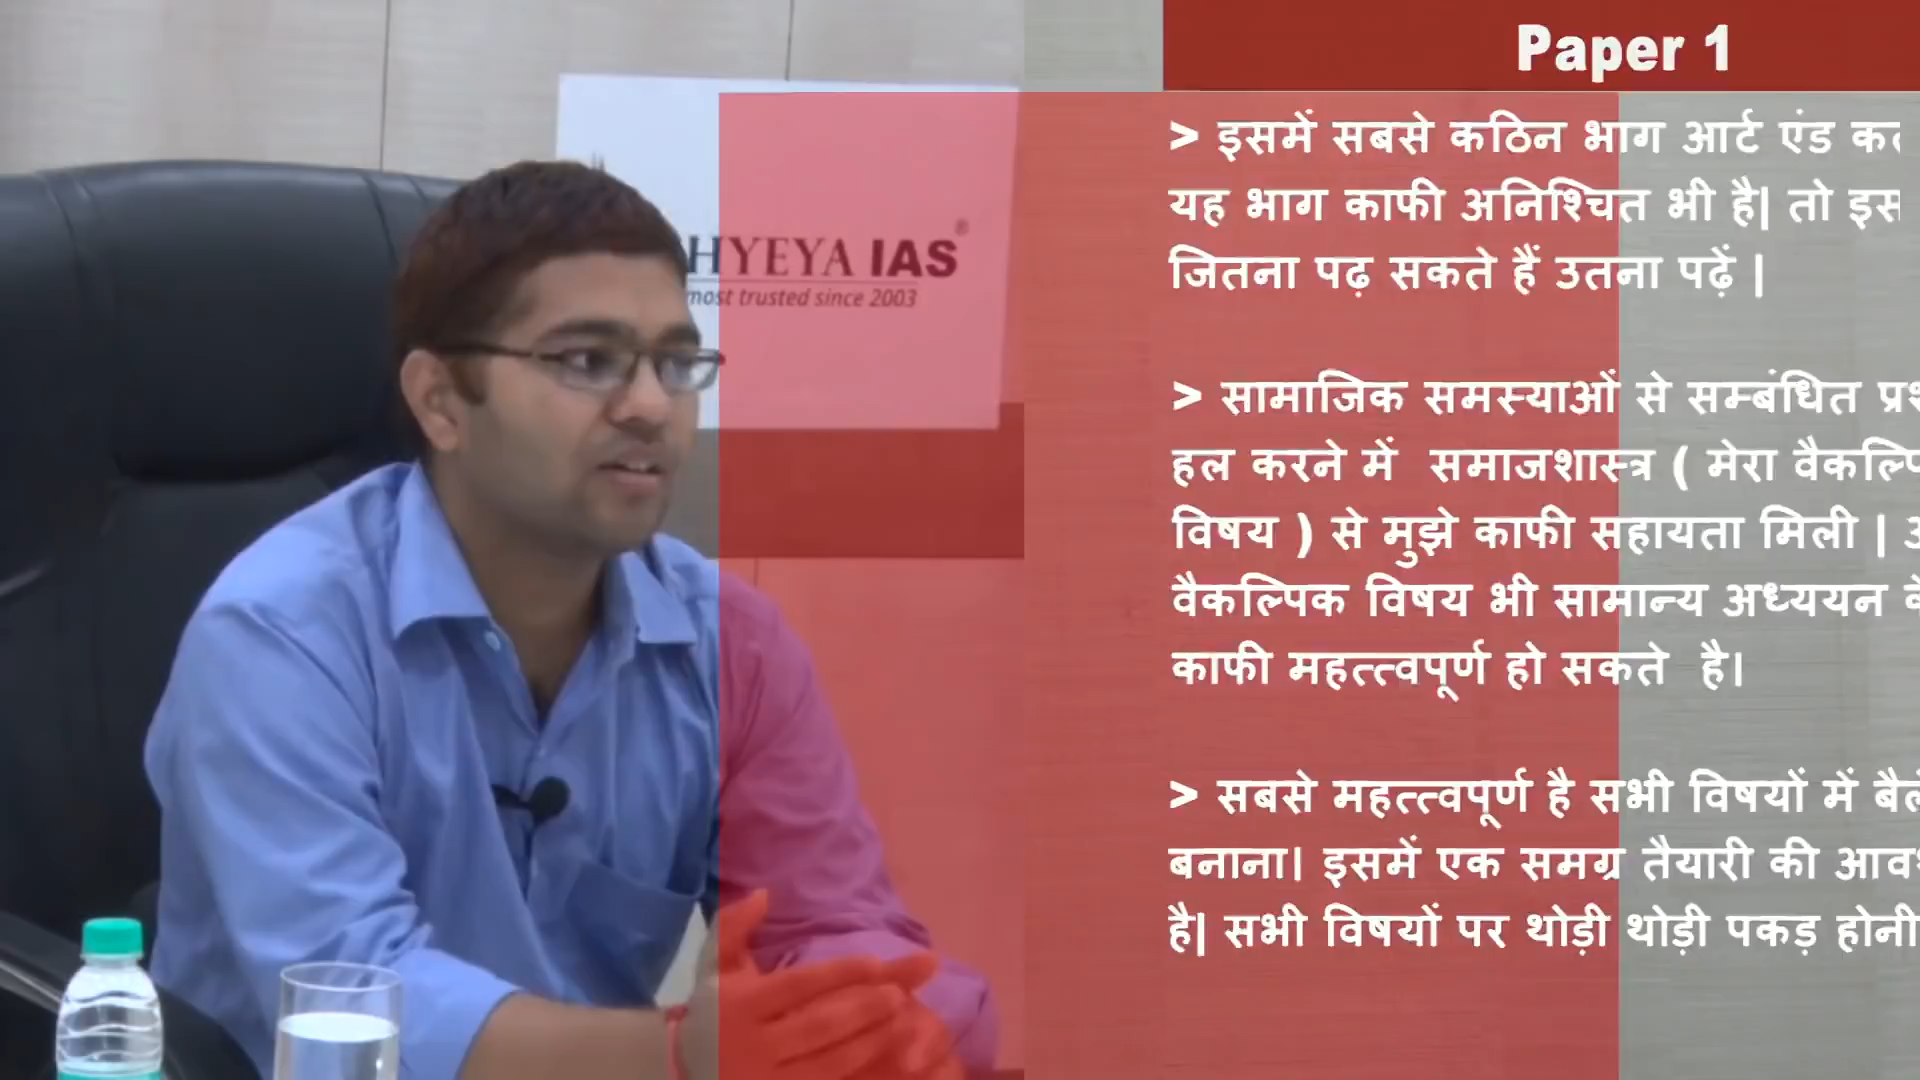 Paper 1
HYEYA IAS®
most trusted since 2003
> इसमें सबसे कठिन भाग आर्ट एंड
यह भाग काफी अनिश्चित भी है| तो
जितना पढ़ सकते हैं उतना पढ़ें |
> सामाजिक समस्याओं से सम्बंधित
हल करने में समाजशास्त्र ( मेरा
विषय ) से मुझे काफी सहायता मिली |
वैकल्पिक विषय भी सामान्य अध्ययन
काफी महत्त्वपूर्ण हो सकते है।
> सबसे महत्त्वपूर्ण है सभी विषयों में
बनाना। इसमें एक समग्र तैयारी की
है| सभी विषयों पर थोड़ी थोड़ी पकड़ होनी